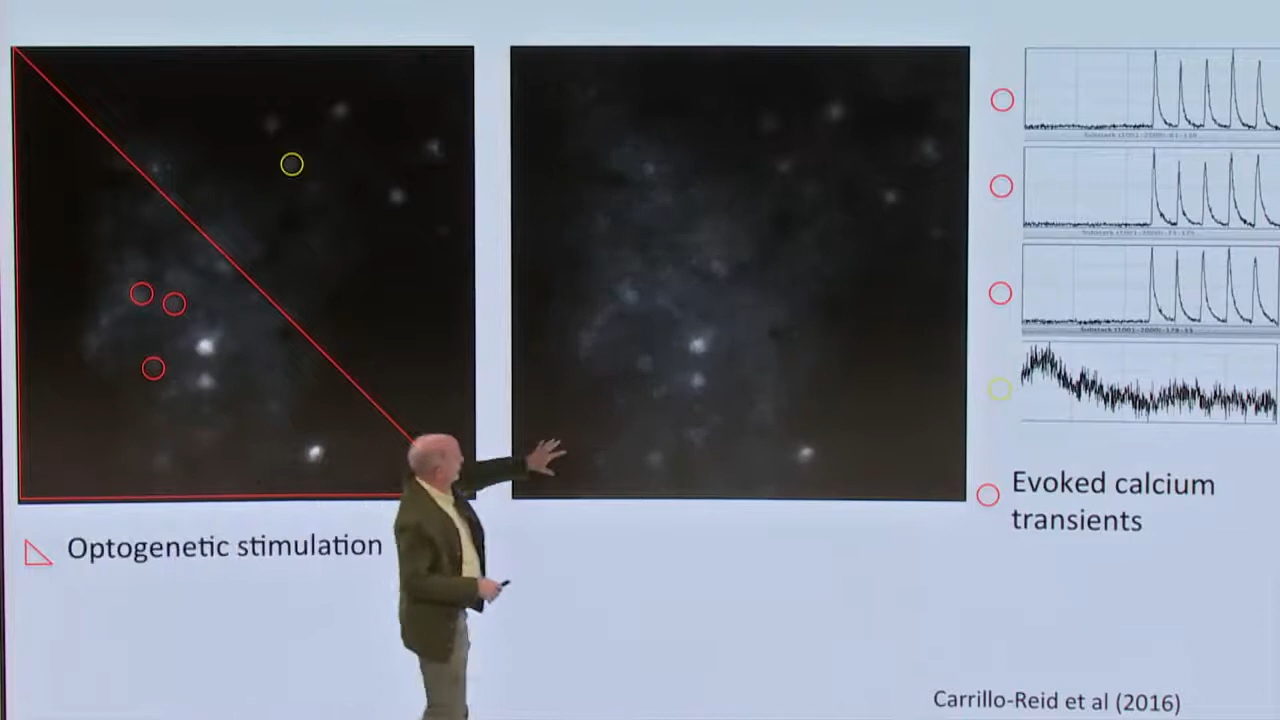 Optogenetic stimulation
Evoked calcium
transients
Carrillo-Reid et al (2016)